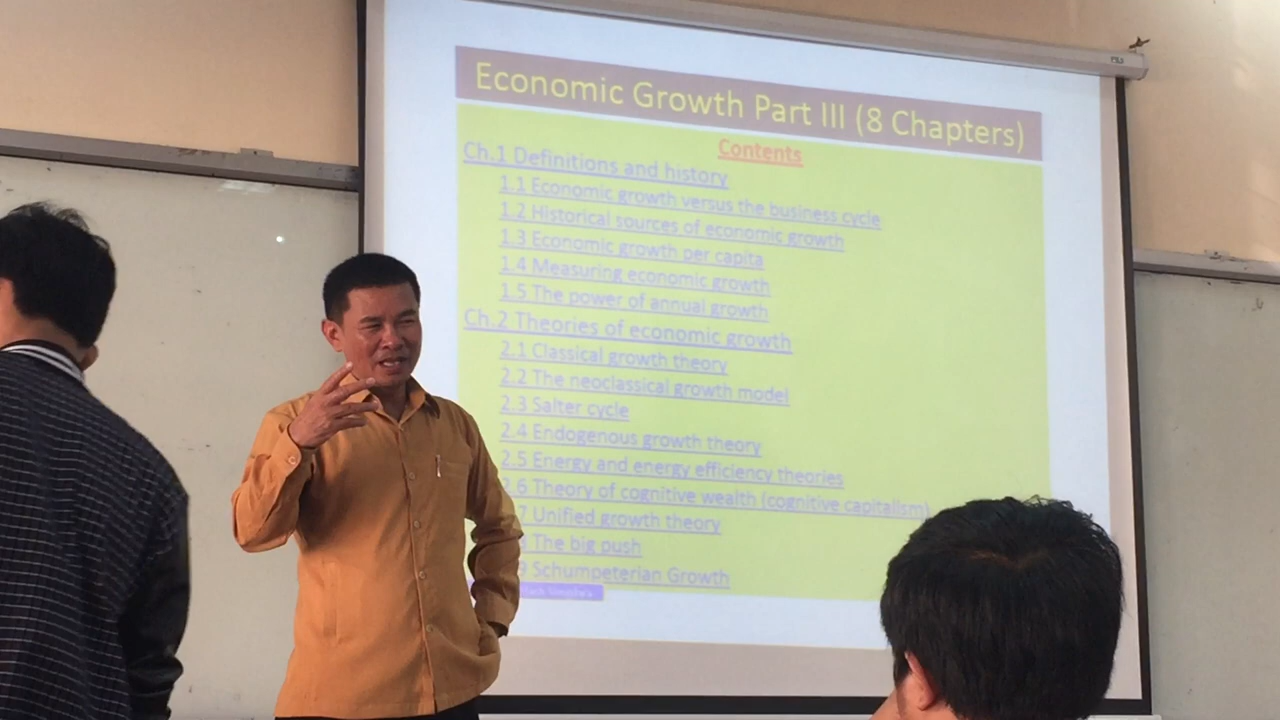 Economic Growth Part III (8 Chapters)
Contents
Ch.1 Definitions and history
1.1 Economic growth versus the business cycle
1.2 Historical sources of economic growth
1.3 Economic growth per capita
1.4 Measuring economic growth
1.5 The power of annual growth
Ch.2 Theories of economic growth
2.1 Classical growth theory
2.2 The neoclassical growth model
2.3 Salter cycle
2.4 Endogenous growth theory
2.5 Energy and energy efficiency theories
2.6 Theory of cognitive wealth (cognitive capitalism)
7 Unified growth theory
The big push
9 Schumpeterian Growth